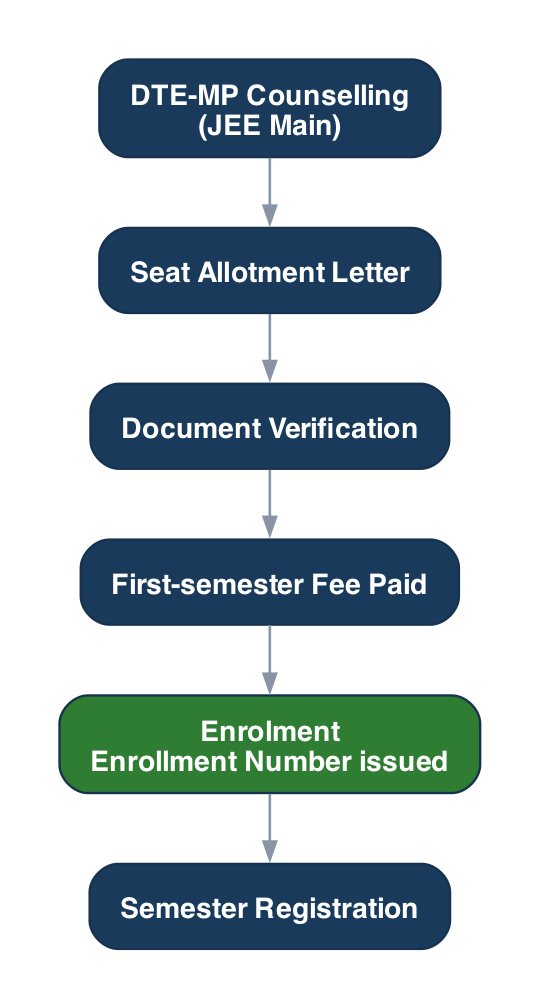 DTE-MP Counselling
(JEE Main)
Seat Allotment Letter
Document Verification
First-semester Fee Paid
Enrolment
Enrollment Number issued
Semester Registration